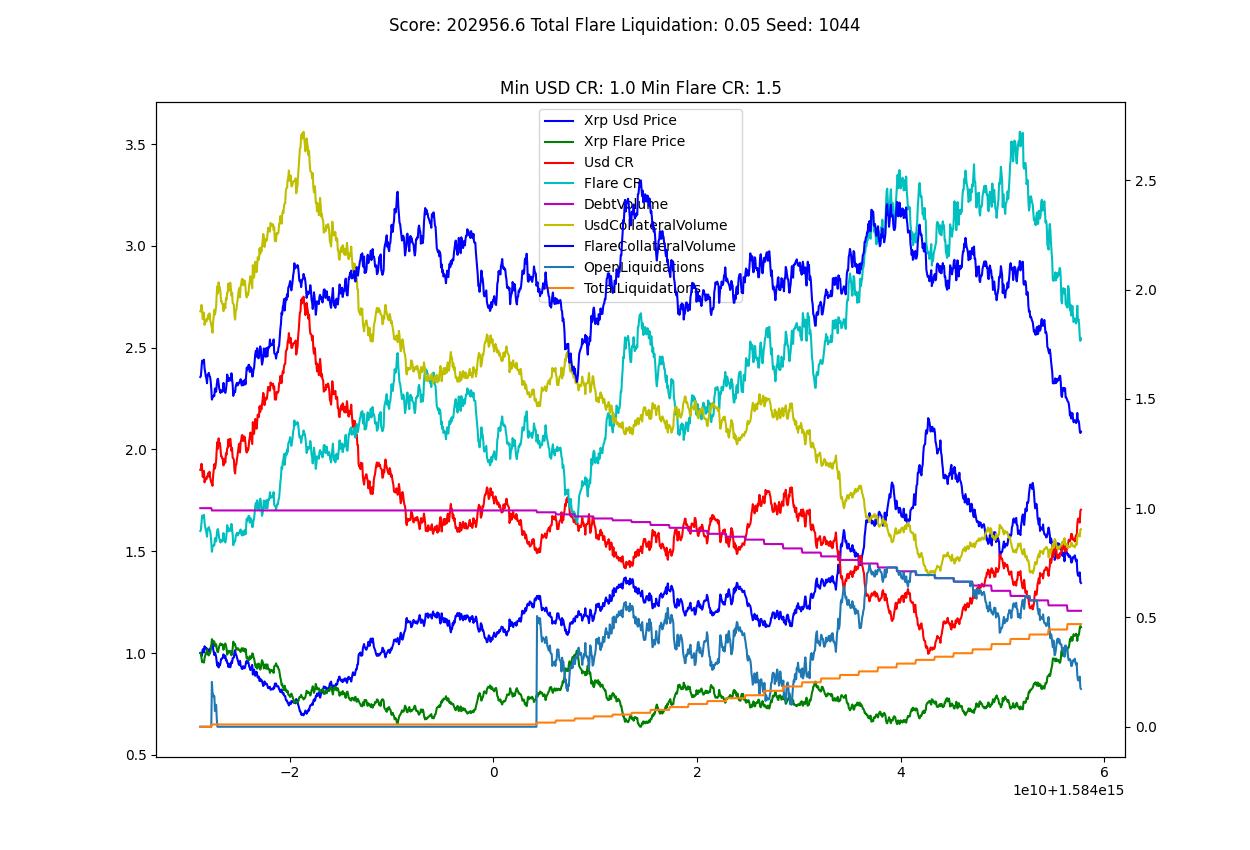 Score: 202956.6 Total Flare Liquidation: 0.05 Seed: 1044
Min USD CR: 1.0 Min Flare CR: 1.5
Xrp Usd Price
Xrp Flare Price
Usd CR
Flare CR
DebtVolume
UsdCollateralVolume
FlareCollateralVolume
OpenLiquidations
TotalLiquidations
3.5
3.0
2.5
2.0
1.5
1.0
0.5
2.5
2.0
1.5
1.0
0.5
0.0
−2
0
2
4
6
1e10+1.584e15